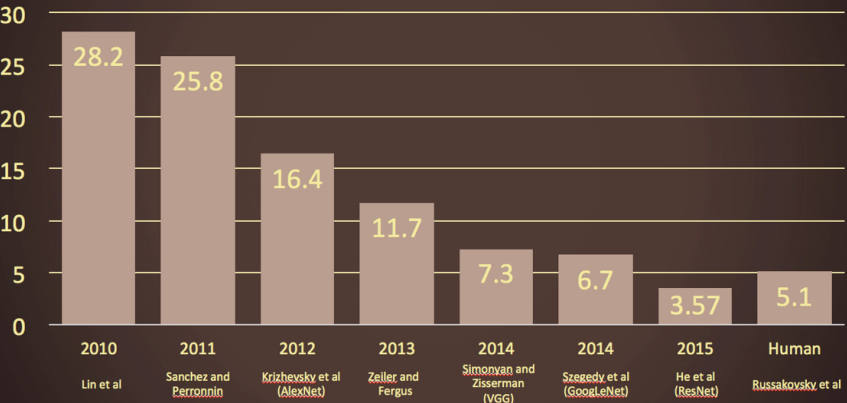 30
25
20
15
10
5
0
28.2
25.8
16.4
11.7
7.3
6.7
3.57
5.1
2010
2011
2012
2013
2014
2014
2015
Human
Lin et al
Sanchez and
Perronnin
Krizhevsky et al
(AlexNet)
Zeiler and
Fergus
Simonyan and
Zisserman
(VGG)
Szegedy et al
(GoogLeNet)
He et al
(ResNet)
Russakovsky et al